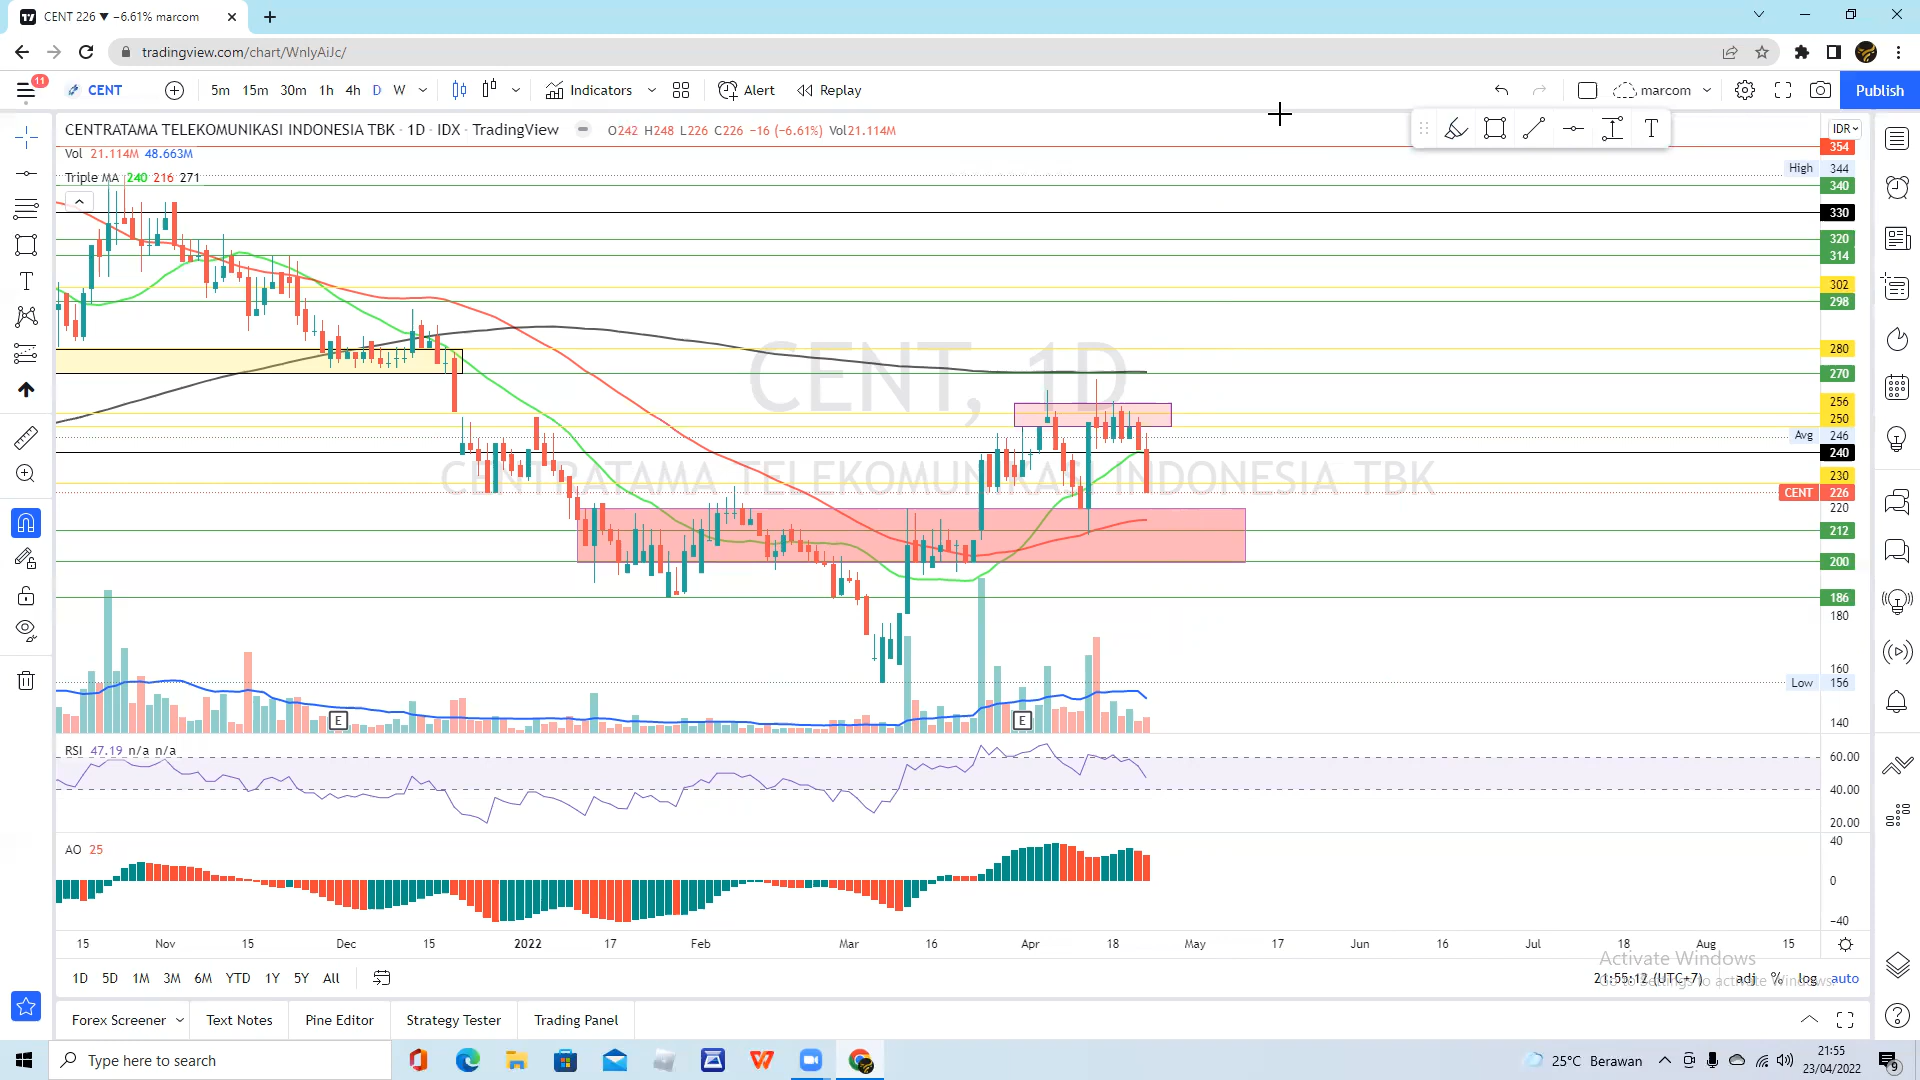 CENT 226 ▼ −6.61% marcom
tradingview.com/chart/WnlyAiJc/
11
CENT
5m 15m 30m 1h 4h D W
Indicators
Alert
Replay
marcom
Publish
CENTRATAMA TELEKOMUNIKASI INDONESIA TBK · 1D · IDX · TradingView
O242 H248 L226 C226 −16 (−6.61%) Vol21.114M
IDR
Vol 21.114M 48.663M
Triple MA 240 216 271
354
High 344
340
330
320
314
302
298
280
270
256
250
Avg 246
240
230
CENT 226
220
212
200
186
180
160
Low 156
140
CENT, 1D
CENTRATAMA TELEKOMUNIKASI INDONESIA TBK
E
E
RSI 47.19 n/a n/a
60.00
40.00
20.00
AO 25
40
0
−40
15 Nov 15 Dec 15 2022 17 Feb Mar 16 Apr 18 May 17 Jun 16 Jul 18 Aug 15
Activate Windows
Go to Settings to activate Windows.
1D 5D 1M 3M 6M YTD 1Y 5Y All
21:55:12 (UTC+7)
adj % log auto
Forex Screener
Text Notes
Pine Editor
Strategy Tester
Trading Panel
Type here to search
25°C Berawan
21:55
23/04/2022
9